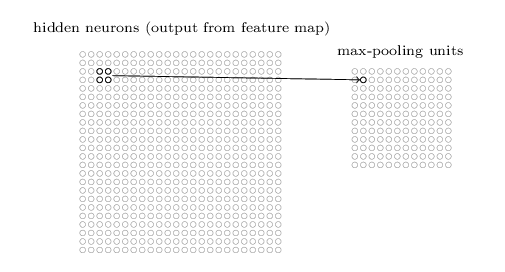 hidden neurons (output from feature map)
max-pooling units